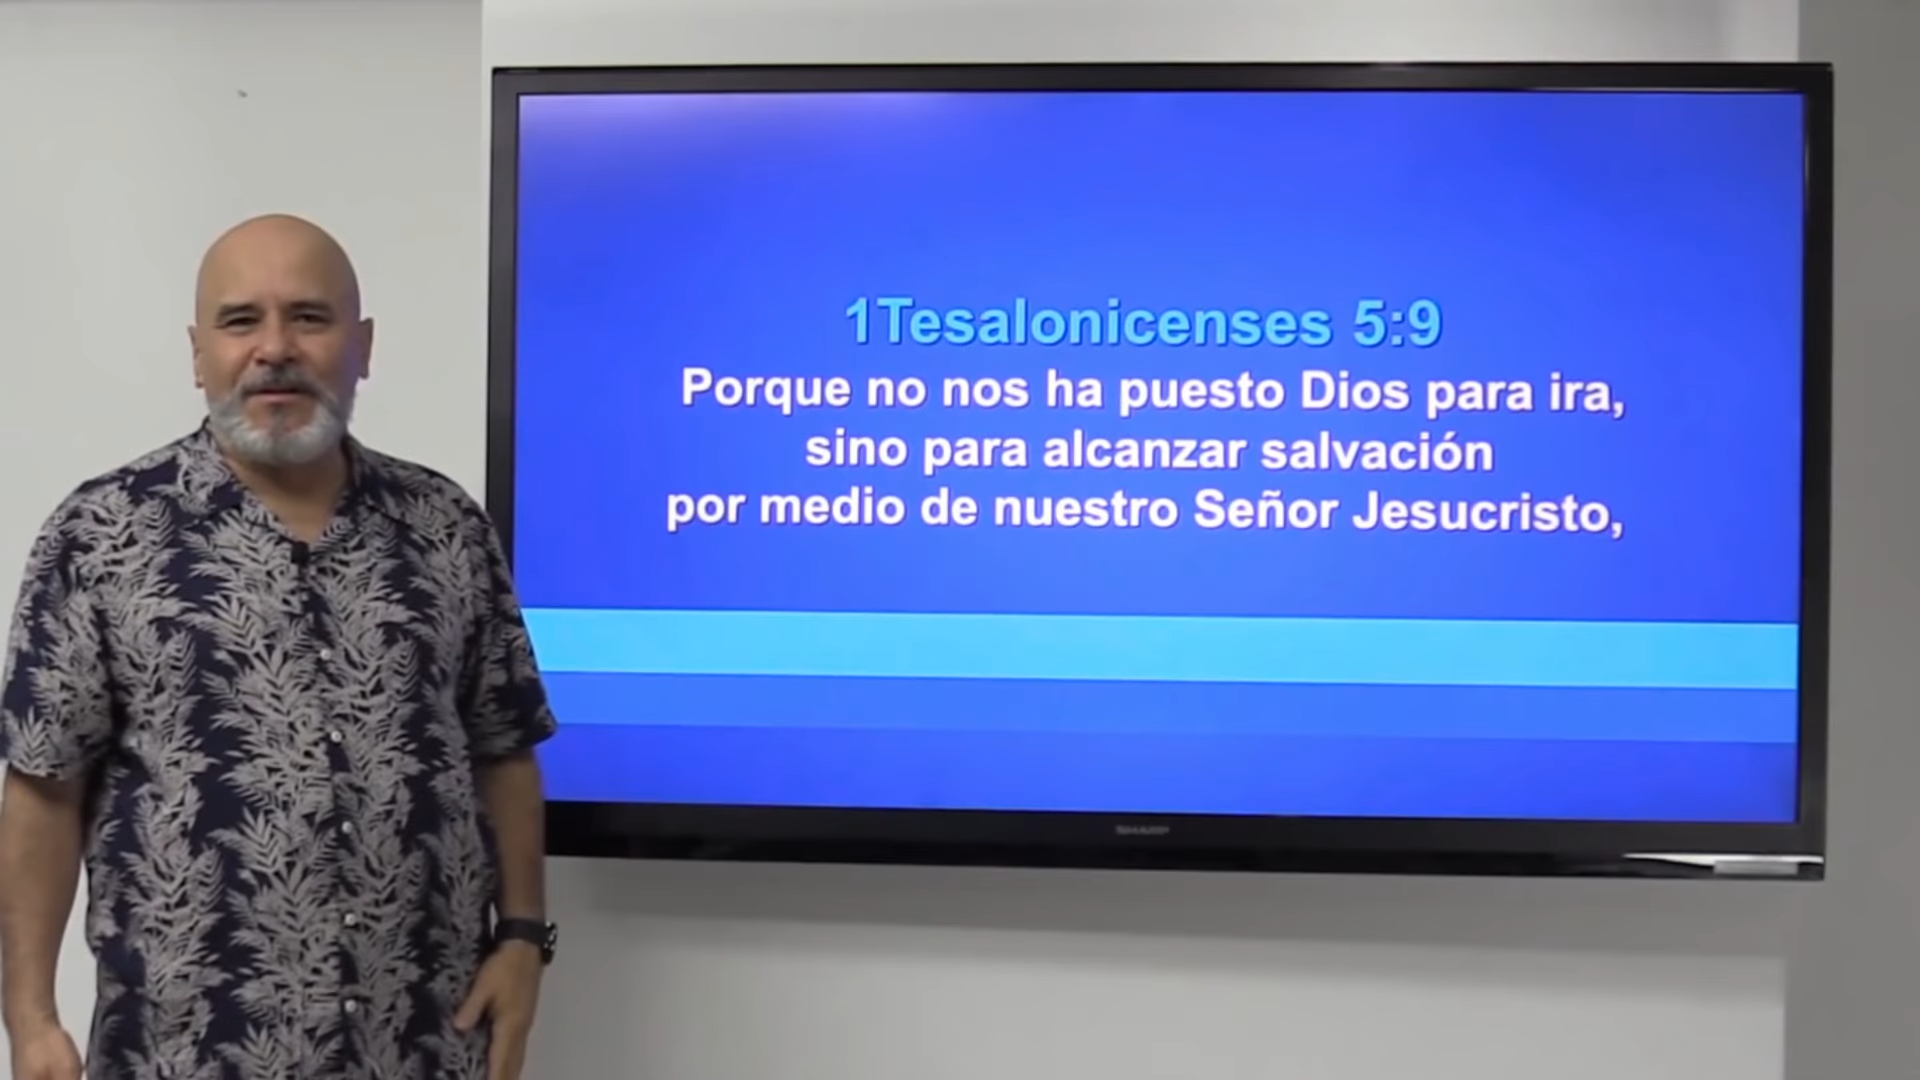 1Tesalonicenses 5:9
Porque no nos ha puesto Dios para ira,
sino para alcanzar salvación
por medio de nuestro Señor Jesucristo,
SHARP